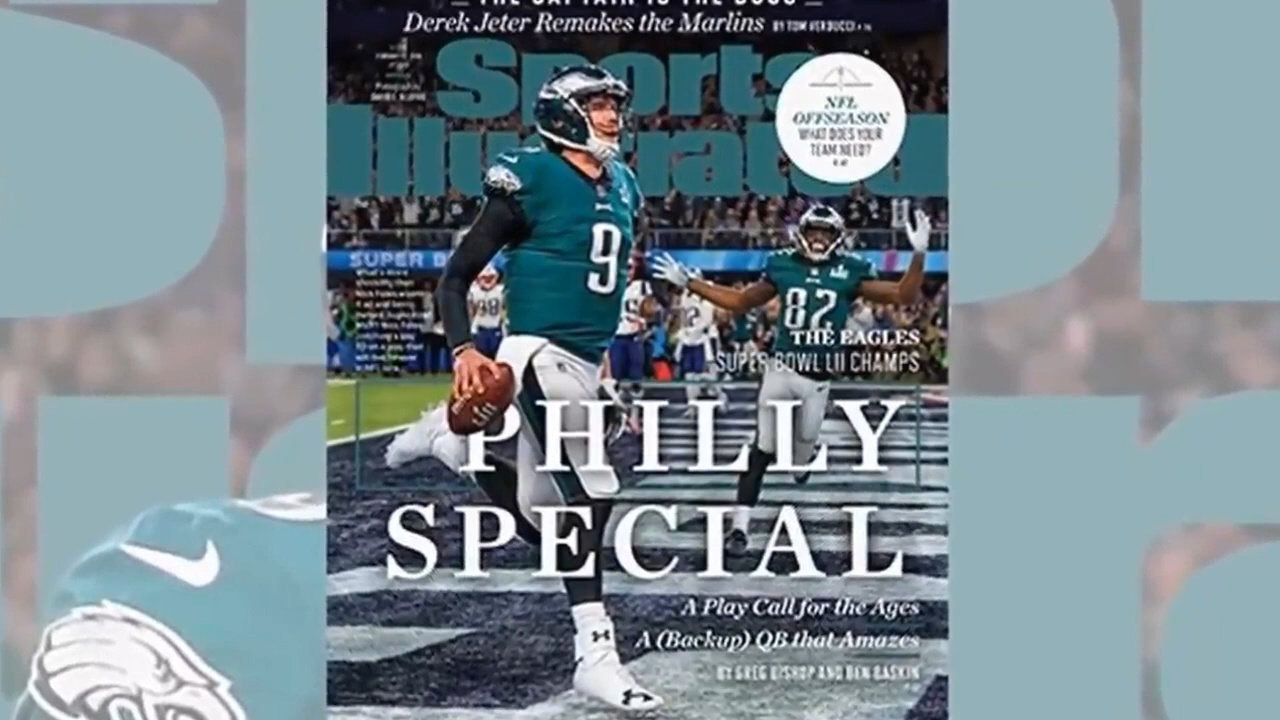 Derek Jeter Remakes the Marlins BY TOM VERDUCCI
Sports
Illustrated
NFL
OFFSEASON
WHAT DOES YOUR
TEAM NEED?
SUPER B
9
82
THE EAGLES
SUPER BOWL LII CHAMPS
PHILLY
SPECIAL
A Play Call for the Ages
A (Backup) QB that Amazes
BY GREG BISHOP AND BEN BASKIN